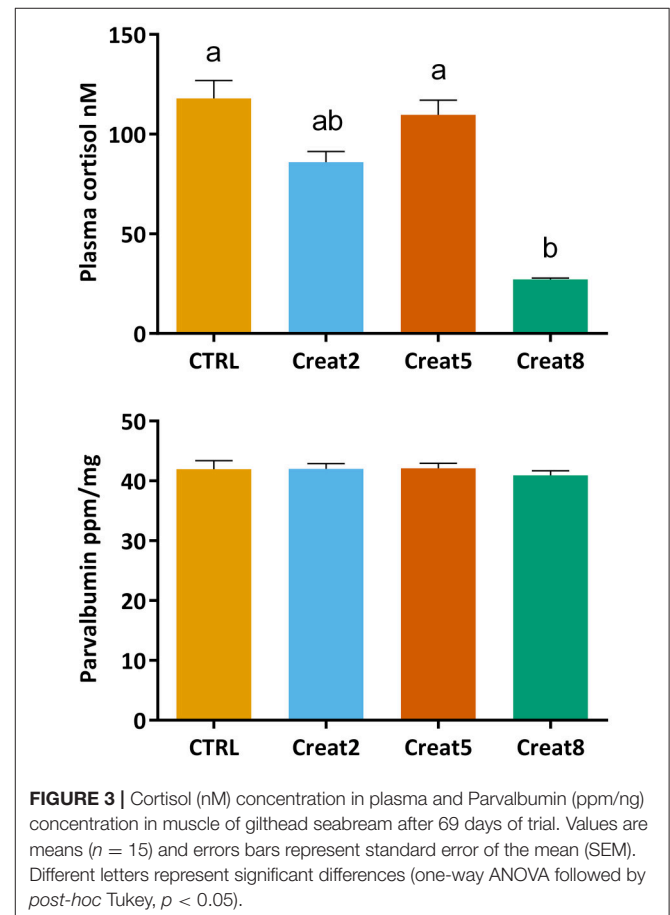 150
100
50
0
Plasma cortisol nM
a
ab
a
b
CTRL Creat2 Creat5 Creat8
50
40
30
20
10
0
Parvalbumin ppm/mg
CTRL Creat2 Creat5 Creat8
FIGURE 3 | Cortisol (nM) concentration in plasma and Parvalbumin (ppm/ng)
concentration in muscle of gilthead seabream after 69 days of trial. Values are
means (n = 15) and errors bars represent standard error of the mean (SEM).
Different letters represent significant differences (one-way ANOVA followed by
post-hoc Tukey, p < 0.05).